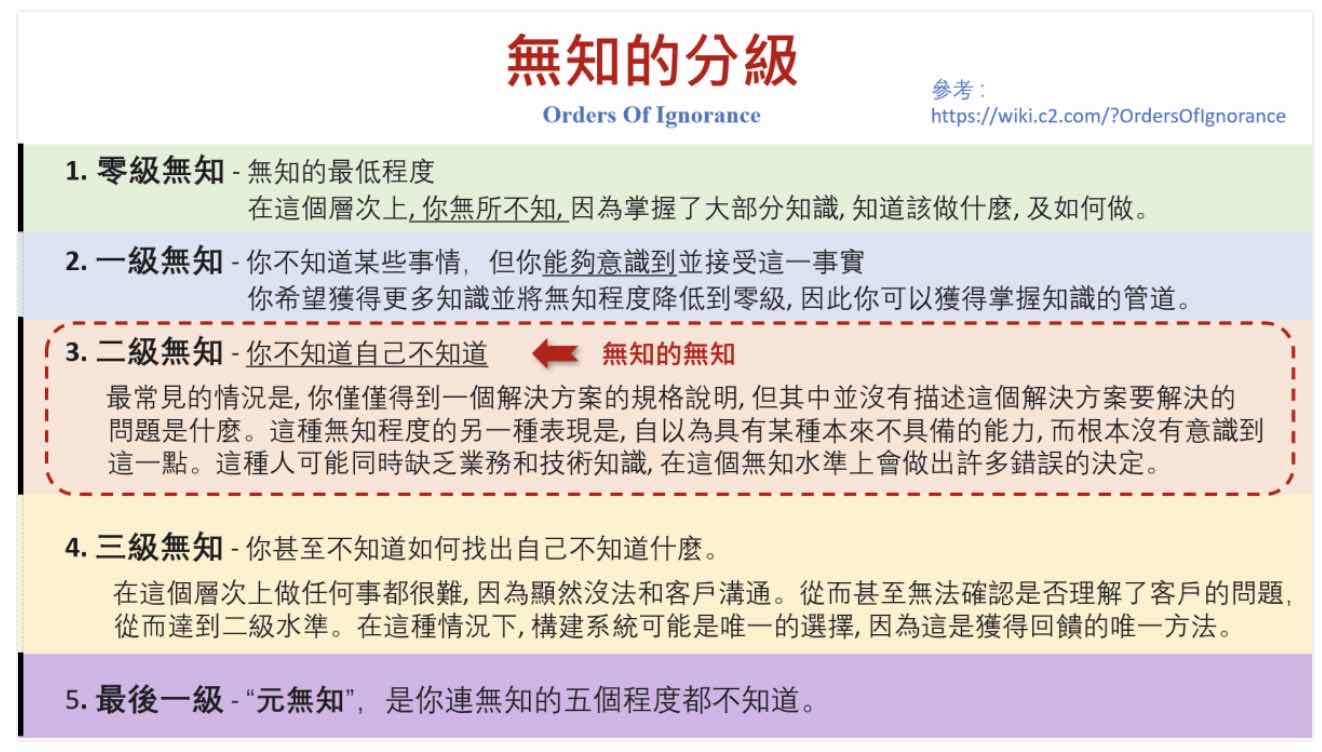 無知的分級
Orders Of Ignorance
參考：
https://wiki.c2.com/?OrdersOfIgnorance
1. 零級無知 - 無知的最低程度
在這個層次上, 你無所不知, 因為掌握了大部分知識, 知道該做什麼, 及如何做。
2. 一級無知 - 你不知道某些事情，但你能夠意識到並接受這一事實
你希望獲得更多知識並將無知程度降低到零級, 因此你可以獲得掌握知識的管道。
3. 二級無知 - 你不知道自己不知道 無知的無知
最常見的情況是, 你僅僅得到一個解決方案的規格說明, 但其中並沒有描述這個解決方案要解決的
問題是什麼。這種無知程度的另一種表現是, 自以為具有某種本來不具備的能力, 而根本沒有意識到
這一點。這種人可能同時缺乏業務和技術知識, 在這個無知水準上會做出許多錯誤的決定。
4. 三級無知 - 你甚至不知道如何找出自己不知道什麼。
在這個層次上做任何事都很難, 因為顯然沒法和客戶溝通。從而甚至無法確認是否理解了客戶的問題，
從而達到二級水準。在這種情況下, 構建系統可能是唯一的選擇, 因為這是獲得回饋的唯一方法。
5. 最後一級 - “元無知”，是你連無知的五個程度都不知道。